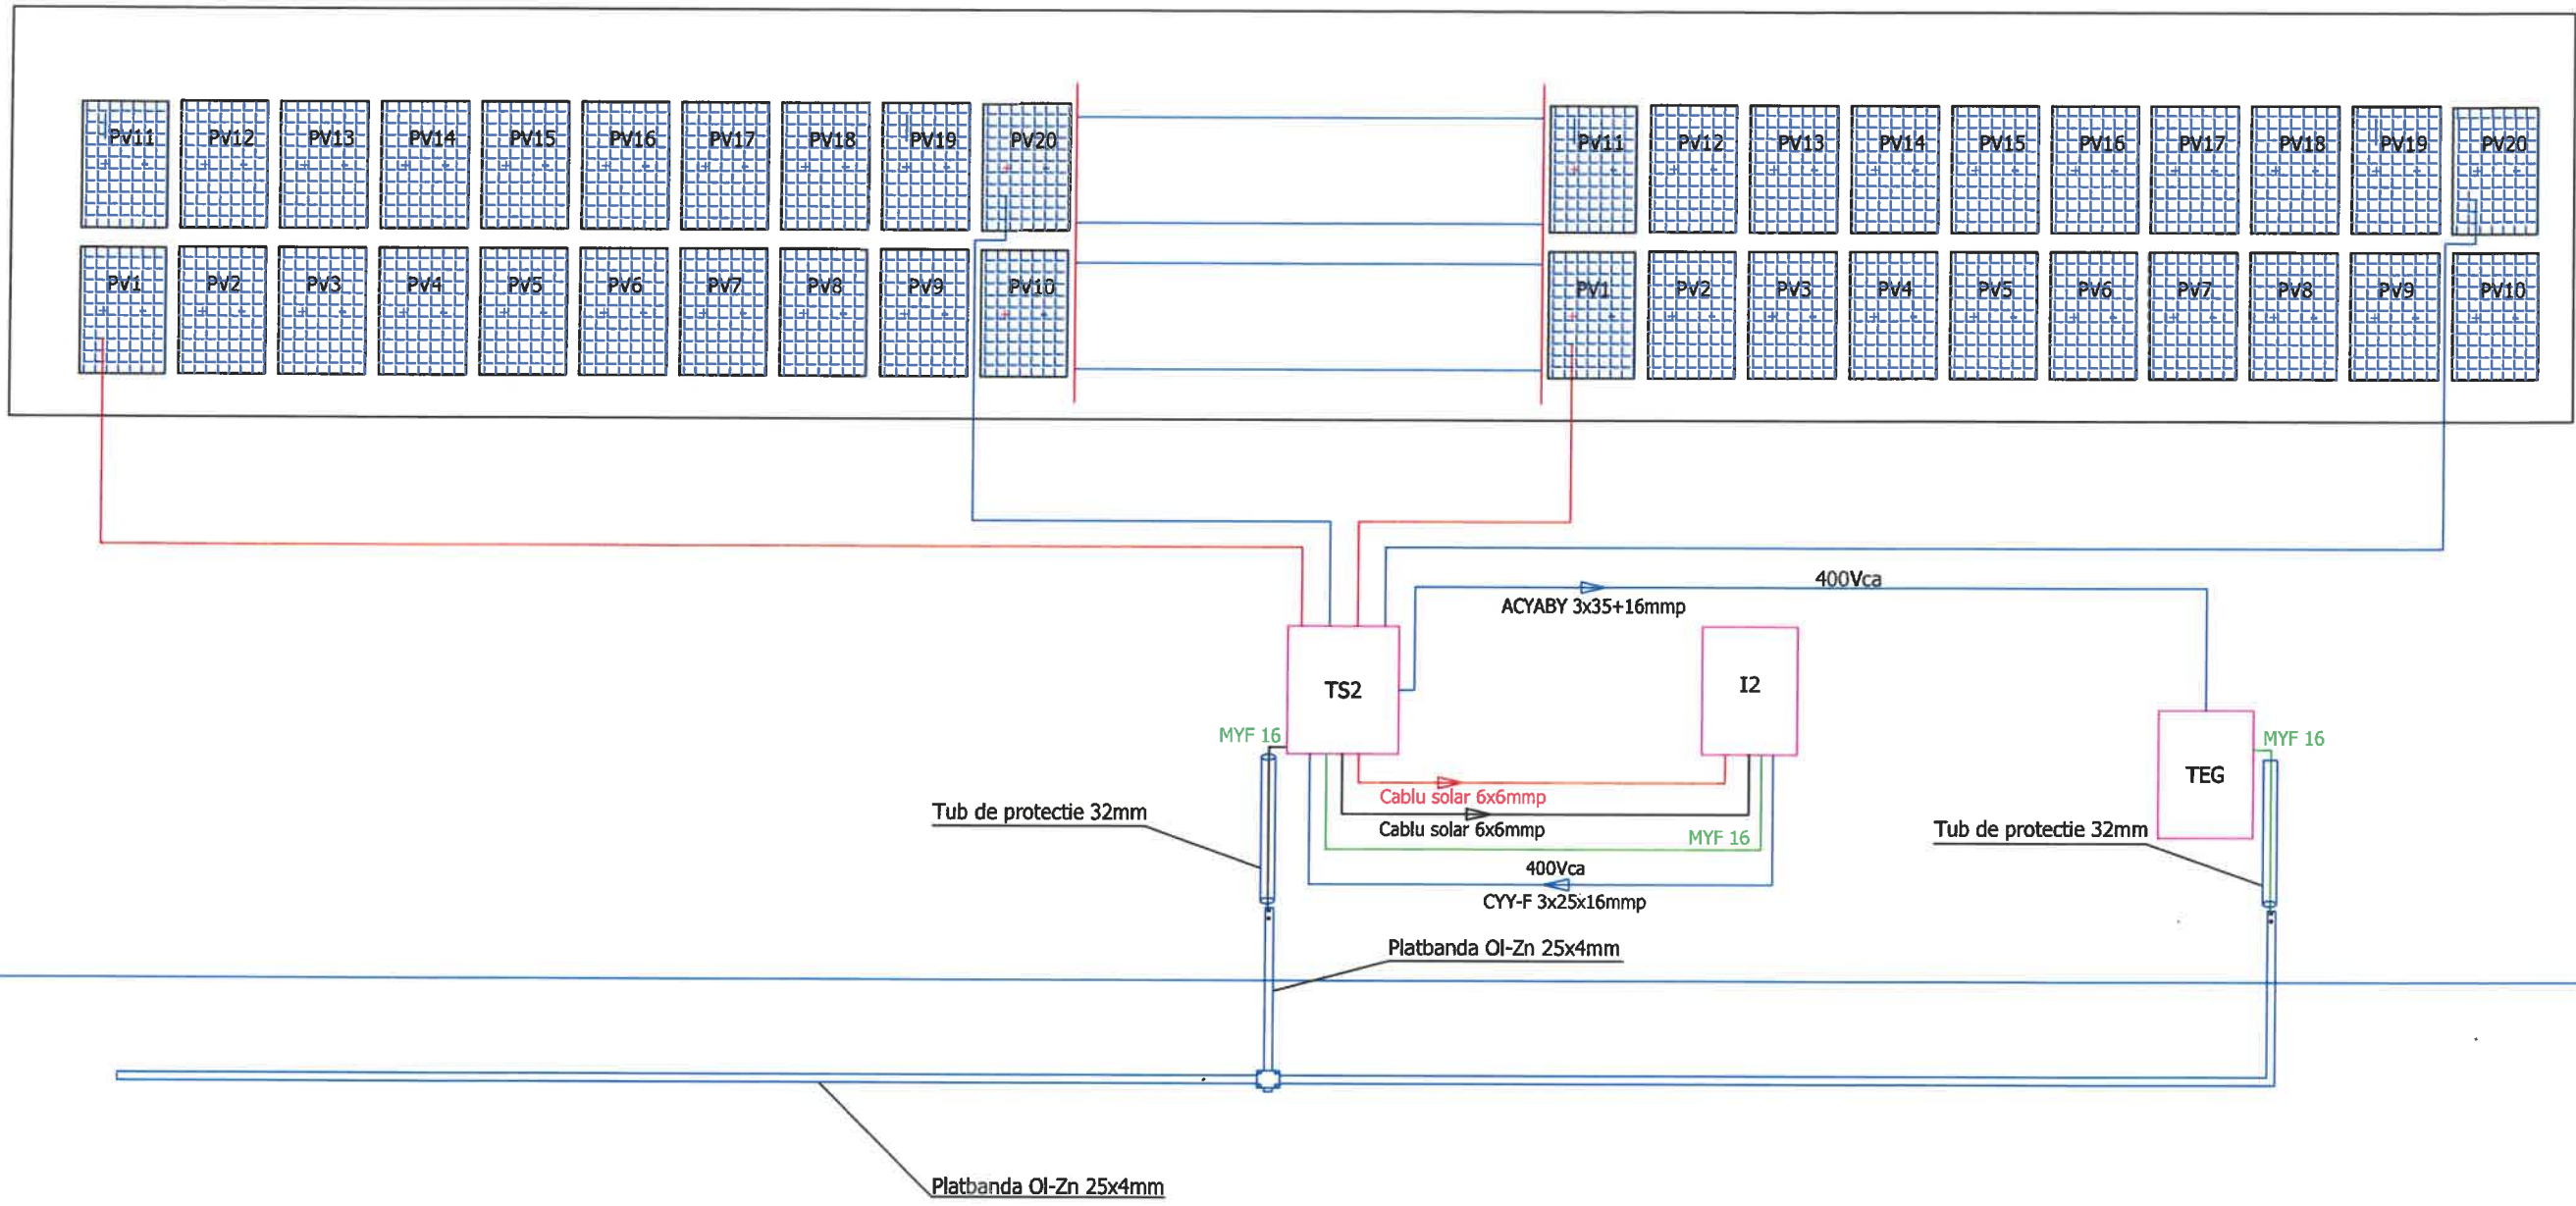 PV11 PV12 PV13 PV14 PV15 PV16 PV17 PV18 PV19 PV20 PV11 PV12 PV13 PV14 PV15 PV16 PV17 PV18 PV19 PV20
PV1 PV2 PV3 PV4 PV5 PV6 PV7 PV8 PV9 PV10 PV1 PV2 PV3 PV4 PV5 PV6 PV7 PV8 PV9 PV10
400Vca
ACYABY 3x35+16mmp
TS2
I2
TEG
MYF 16
MYF 16
Cablu solar 6x6mmp
Cablu solar 6x6mmp
MYF 16
Tub de protectie 32mm
Tub de protectie 32mm
400Vca
CYY-F 3x25x16mmp
Platbanda Ol-Zn 25x4mm
Platbanda Ol-Zn 25x4mm